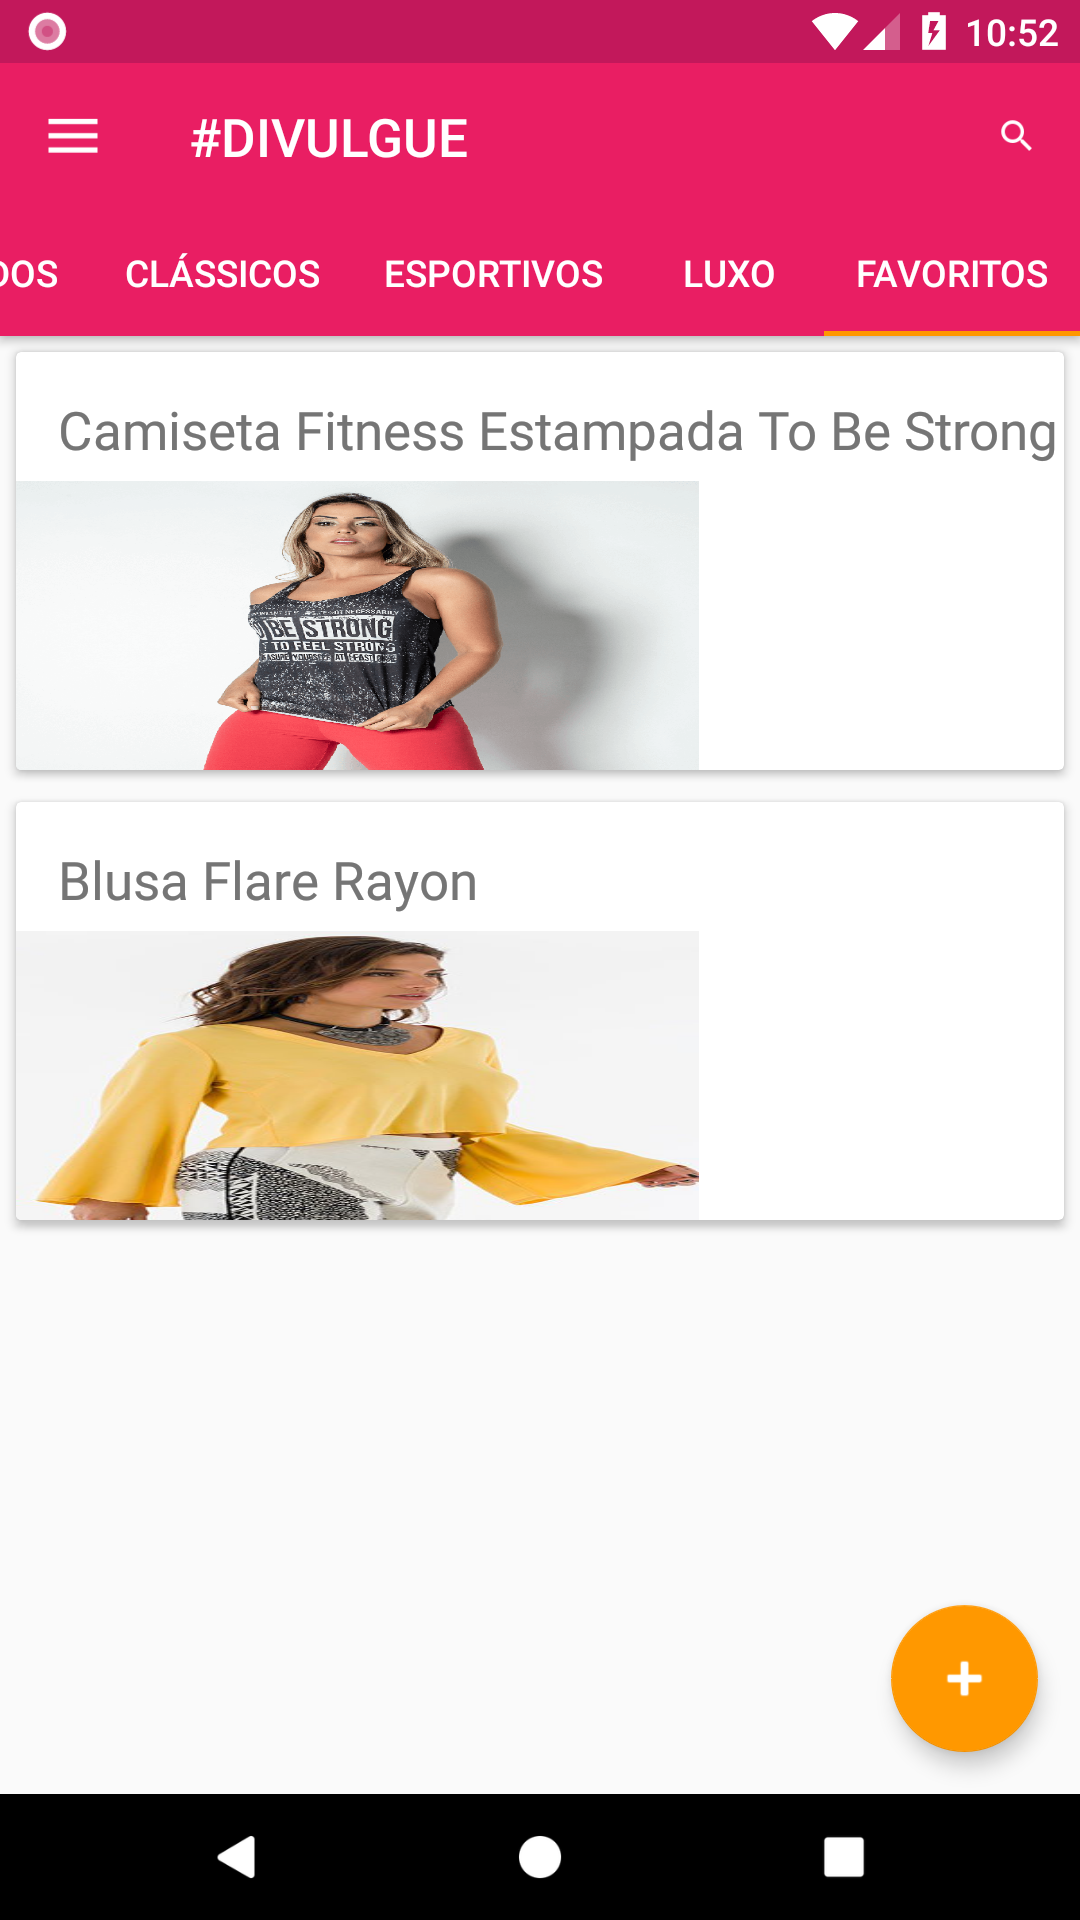 10:52
#DIVULGUE
DOS CLÁSSICOS ESPORTIVOS LUXO FAVORITOS
Camiseta Fitness Estampada To Be Strong
BE STRONG
TO FEEL STRONG
Blusa Flare Rayon